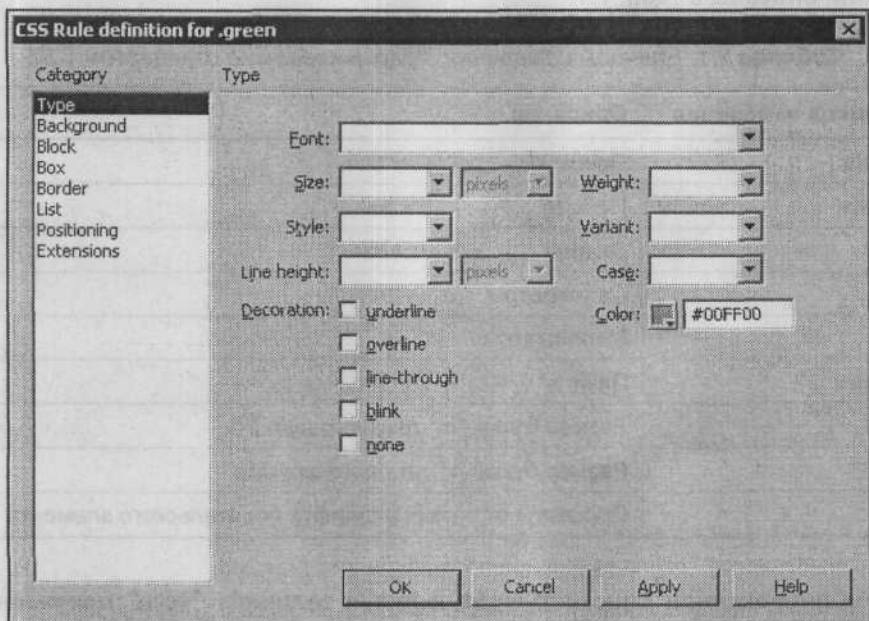 CSS Rule definition for .green
Category
Type
Type
Background
Block
Box
Border
List
Positioning
Extensions
Font:
Size:
pixels
Weight:
Style:
Variant:
Line height:
pixels
Case:
Decoration:
underline
Color:
#00FF00
overline
line-through
blink
none
OK
Cancel
Apply
Help